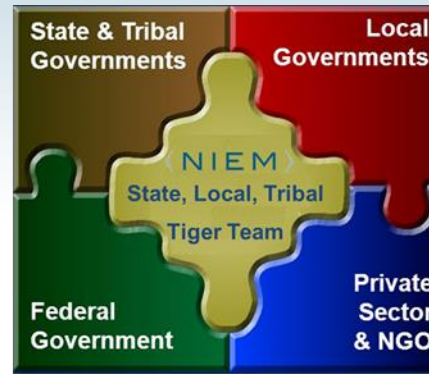 State & Tribal
Governments
Local
Governments
NIEM
State, Local, Tribal
Tiger Team
Federal
Government
Private
Sector
& NGO